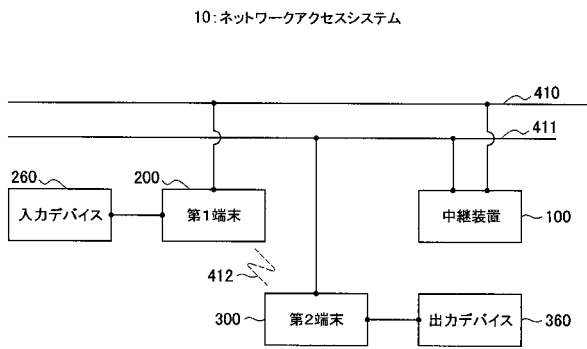 10:ネットワークアクセスシステム
410
411
260
200
入力デバイス
第1端末
中継装置
100
412
300
第2端末
出力デバイス
360